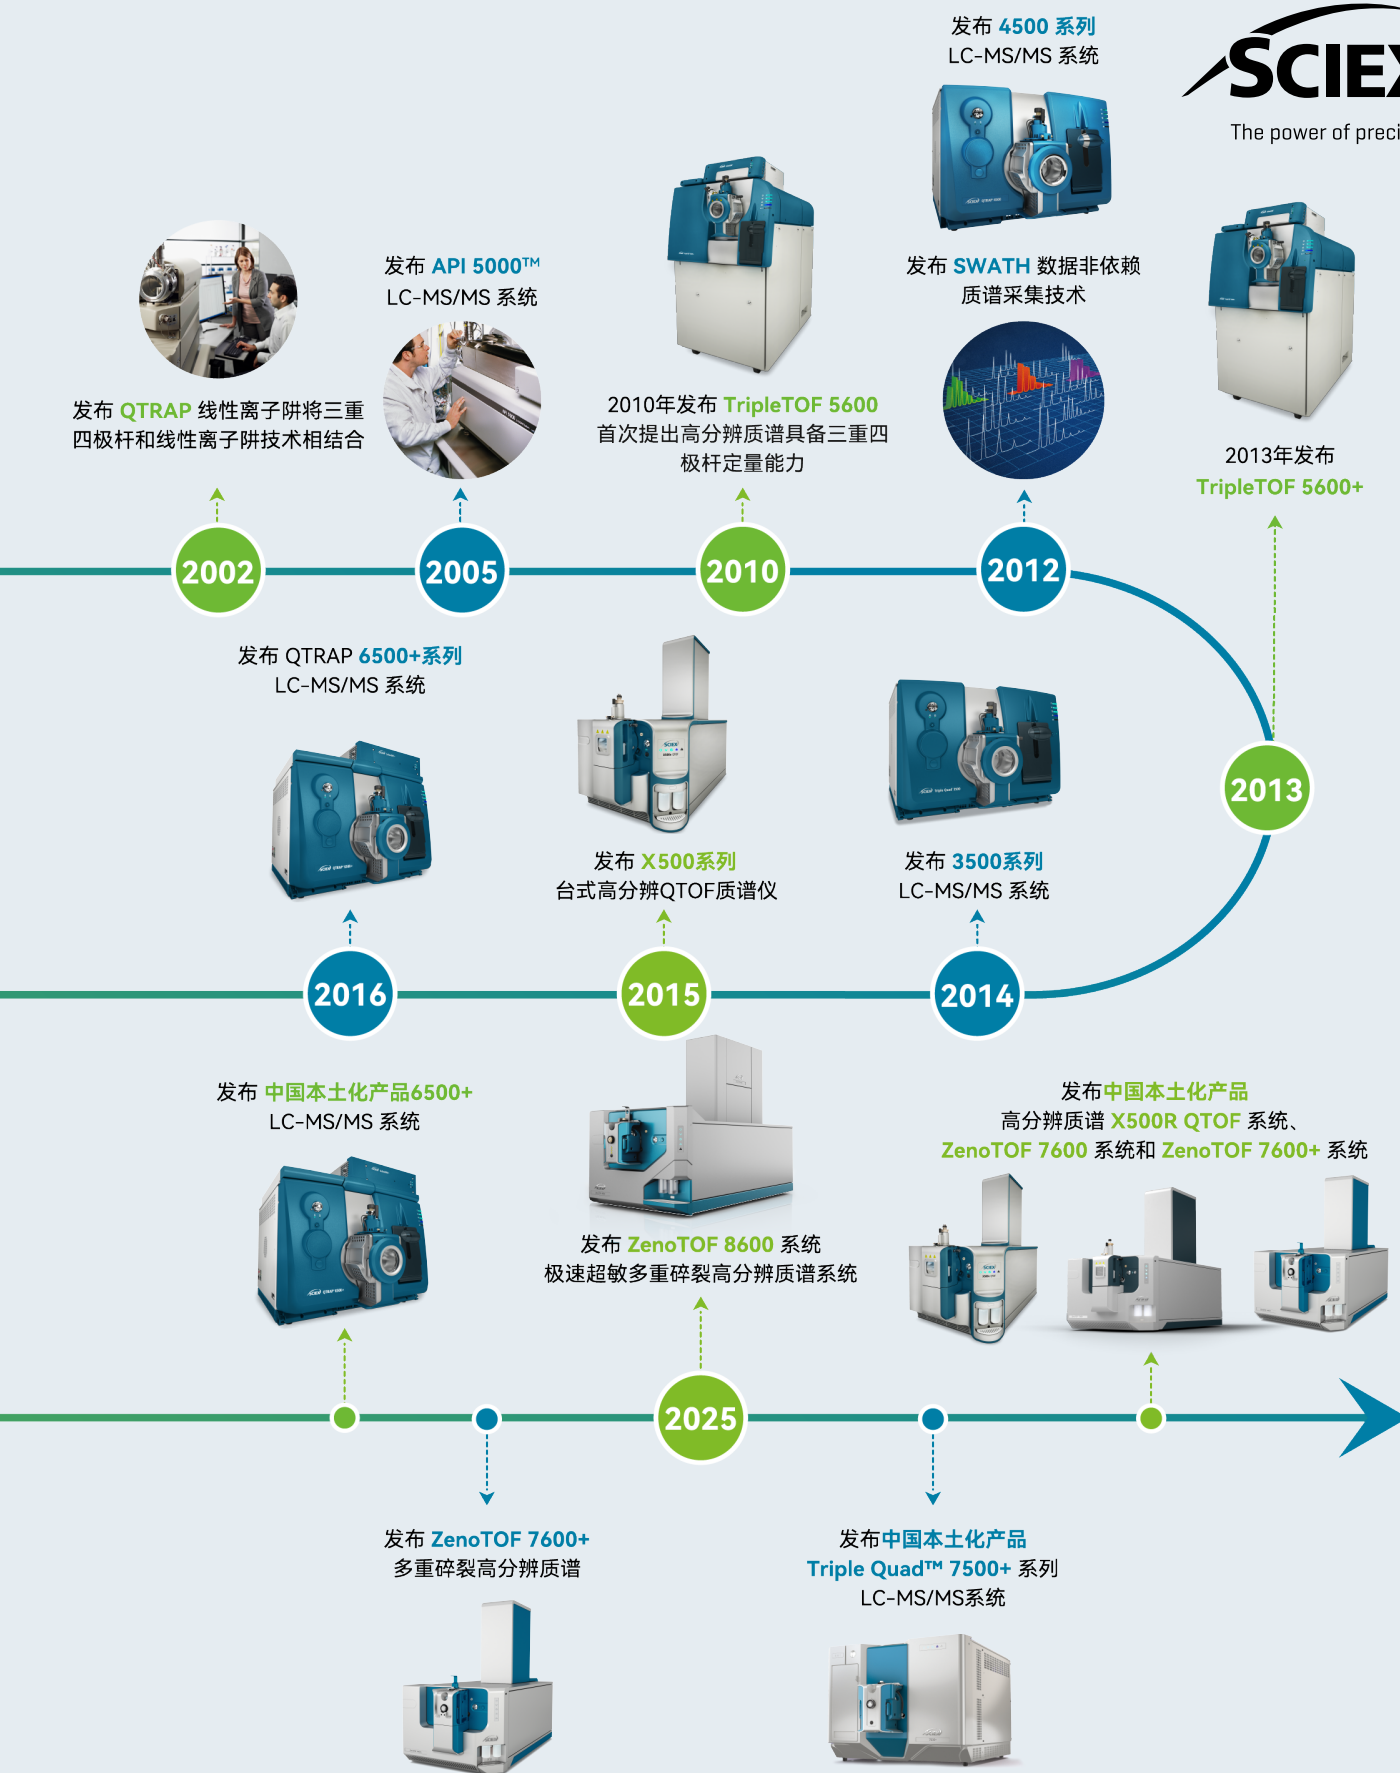 发布 4500 系列
LC-MS/MS 系统
SCIEX
The power of preci
发布 QTRAP 线性离子阱将三重
四极杆和线性离子阱技术相结合
发布 API 5000™
LC-MS/MS 系统
2010年发布 TripleTOF 5600
首次提出高分辨质谱具备三重四
极杆定量能力
发布 SWATH 数据非依赖
质谱采集技术
2013年发布
TripleTOF 5600+
2002
2005
2010
2012
2013
发布 QTRAP 6500+系列
LC-MS/MS 系统
发布 X500系列
台式高分辨QTOF质谱仪
发布 3500系列
LC-MS/MS 系统
2016
2015
2014
发布 中国本土化产品6500+
LC-MS/MS 系统
发布 ZenoTOF 8600 系统
极速超敏多重碎裂高分辨质谱系统
发布中国本土化产品
高分辨质谱 X500R QTOF 系统、
ZenoTOF 7600 系统和 ZenoTOF 7600+ 系统
2025
发布 ZenoTOF 7600+
多重碎裂高分辨质谱
发布中国本土化产品
Triple Quad™ 7500+ 系列
LC-MS/MS系统